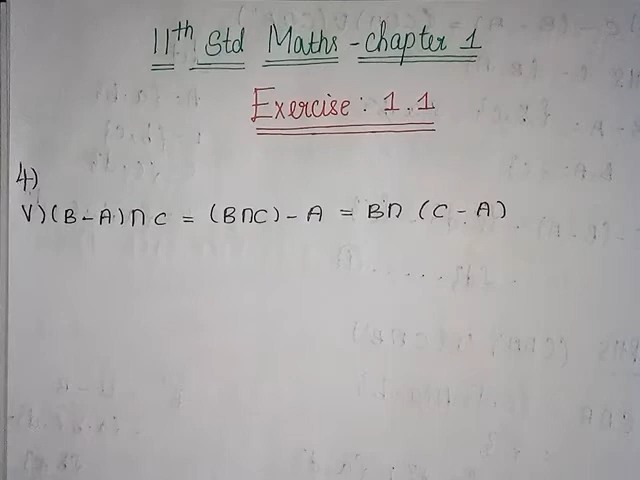 11th Std Maths - chapter 1
Exercise: 1.1
4)
V) (B - A) ∩ C = (B∩C) - A = B∩ (C - A)